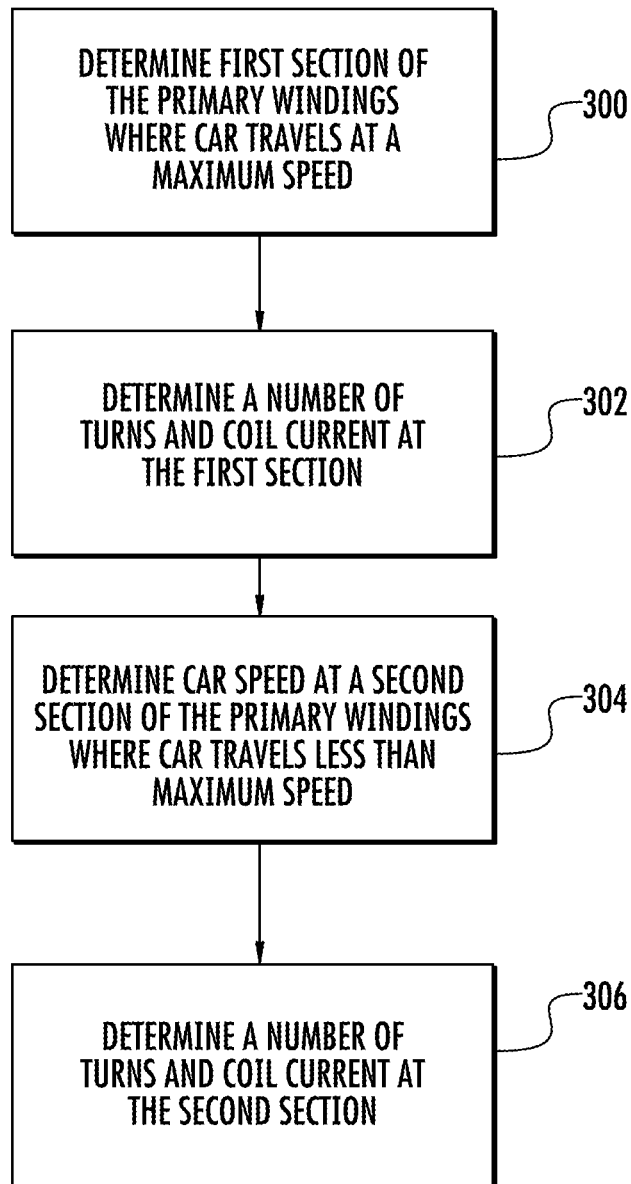 DETERMINE FIRST SECTION OF
THE PRIMARY WINDINGS
WHERE CAR TRAVELS AT A
MAXIMUM SPEED
300
DETERMINE A NUMBER OF
TURNS AND COIL CURRENT AT
THE FIRST SECTION
302
DETERMINE CAR SPEED AT A SECOND
SECTION OF THE PRIMARY WINDINGS
WHERE CAR TRAVELS LESS THAN
MAXIMUM SPEED
304
DETERMINE A NUMBER OF
TURNS AND COIL CURRENT AT
THE SECOND SECTION
306